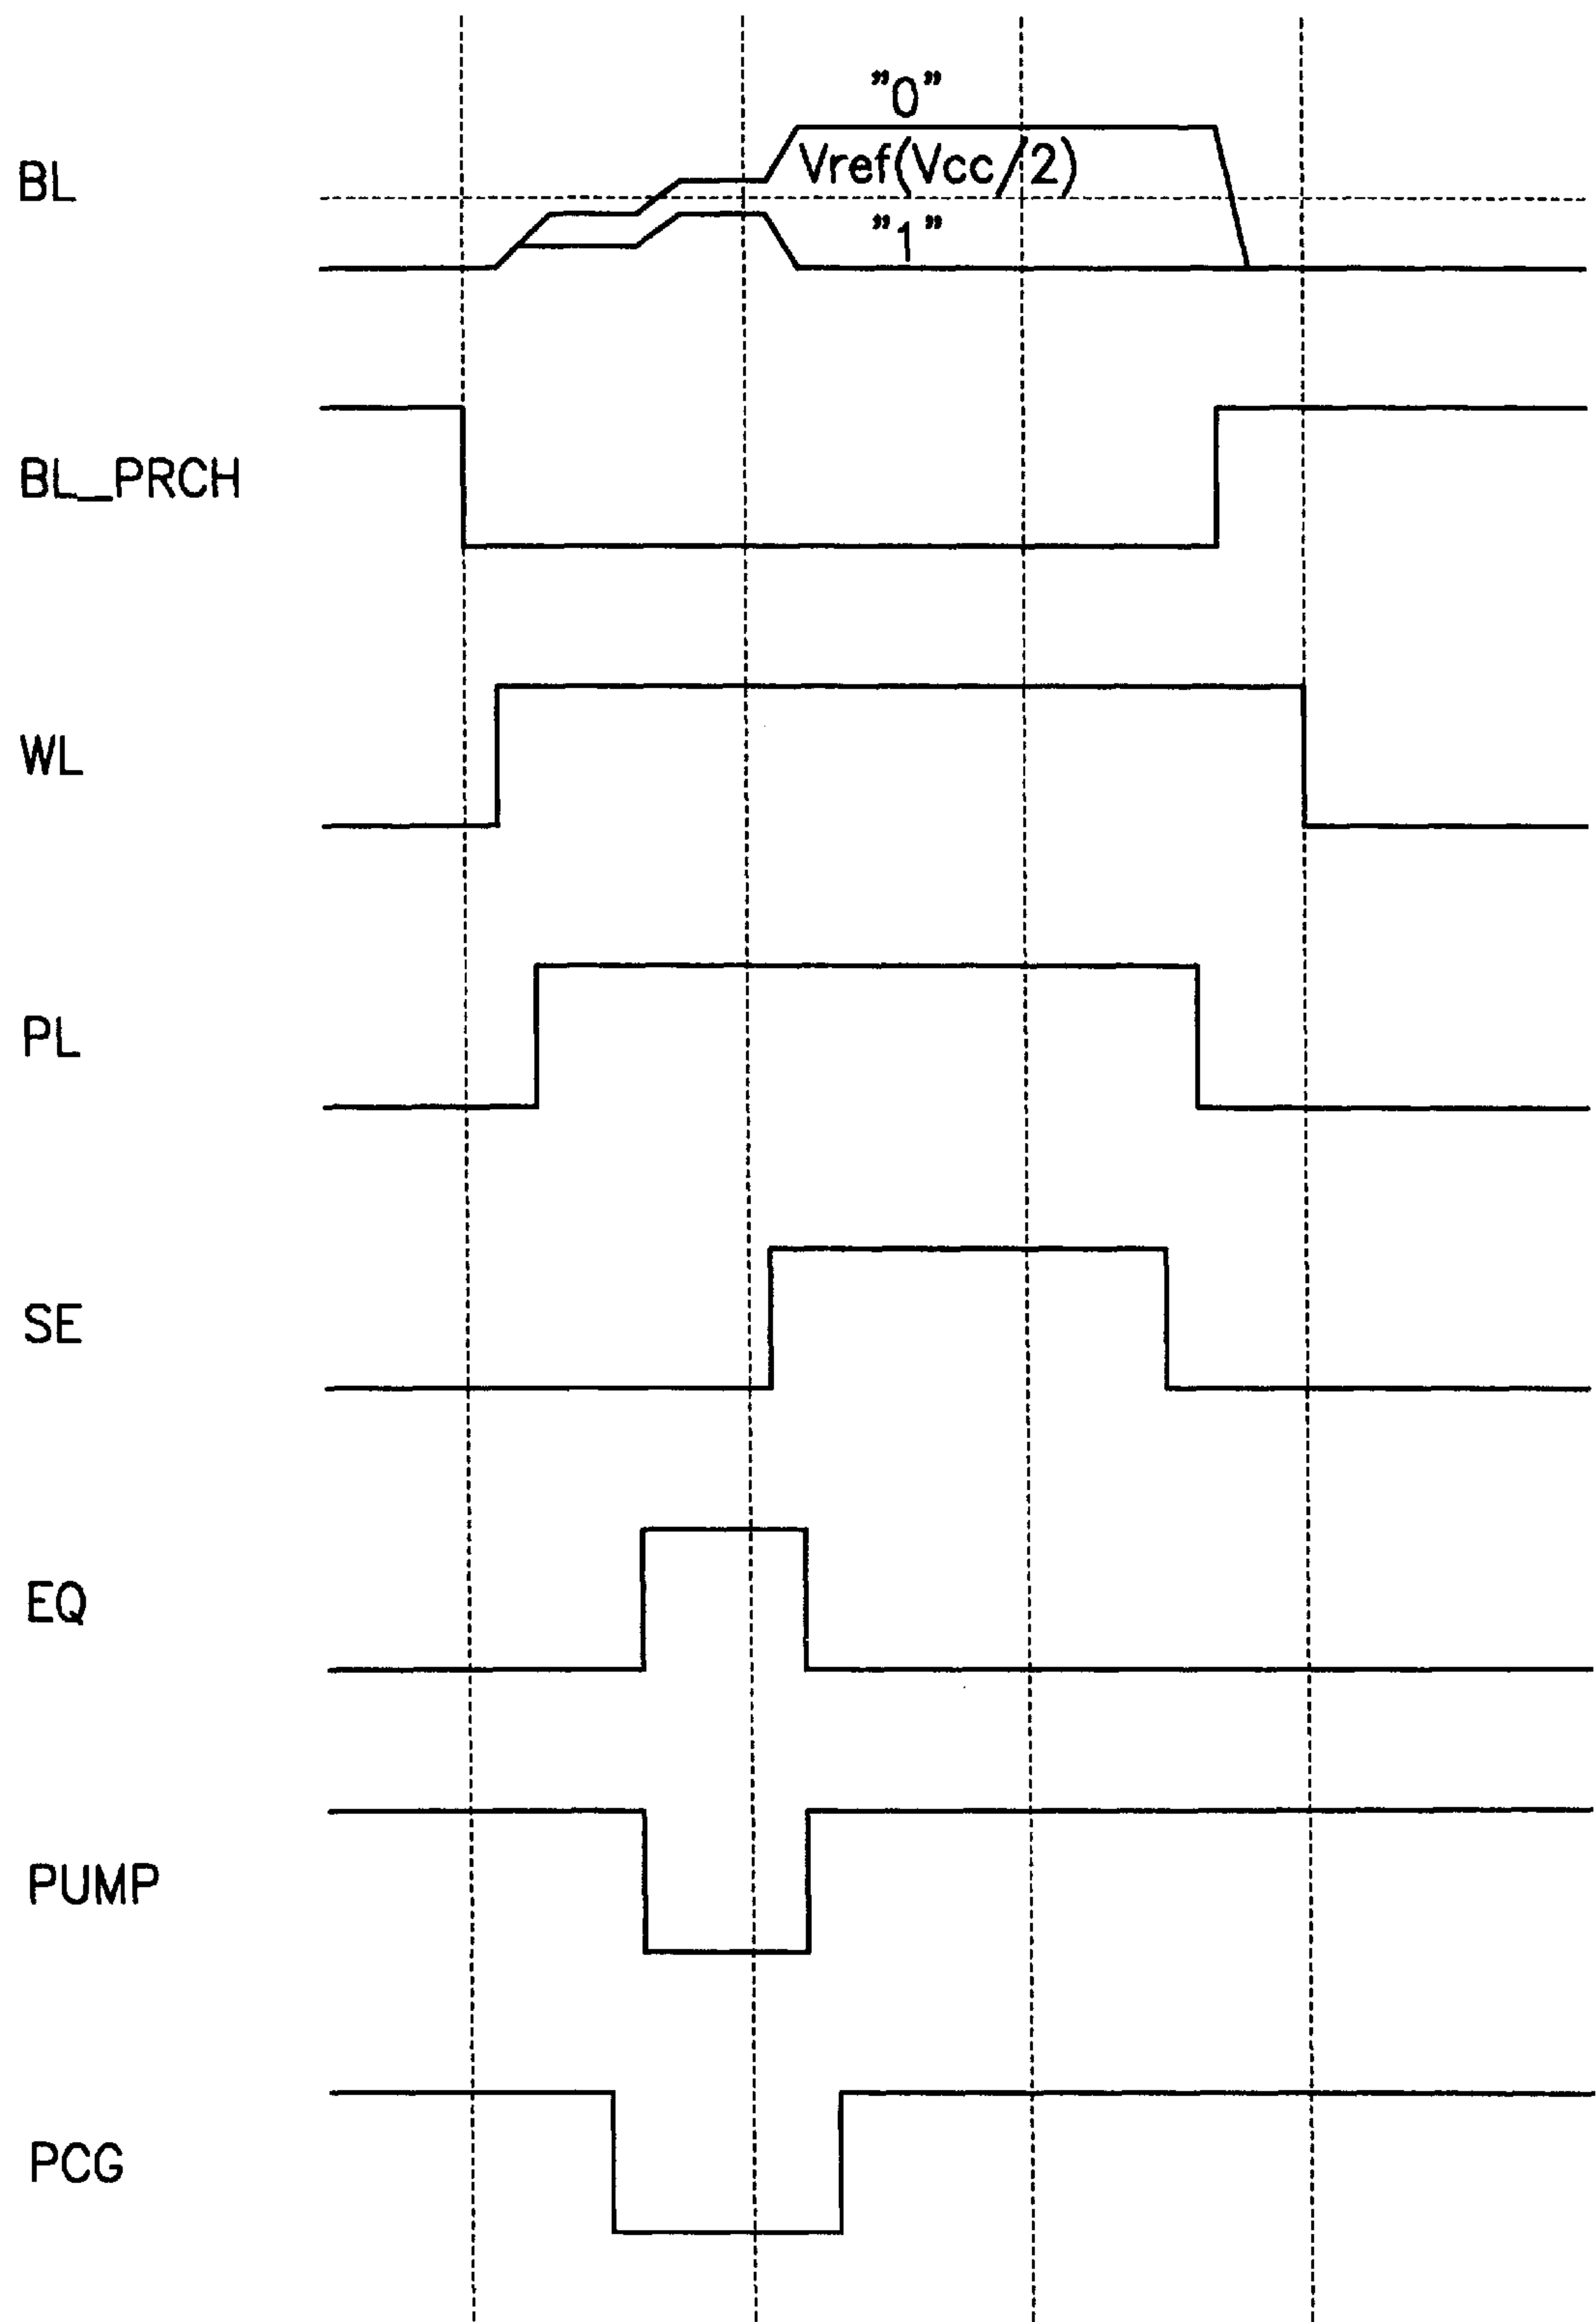 "0"
BL
Vref(Vcc/2)
"1"
BL_PRCH
WL
PL
SE
EQ
PUMP
PCG